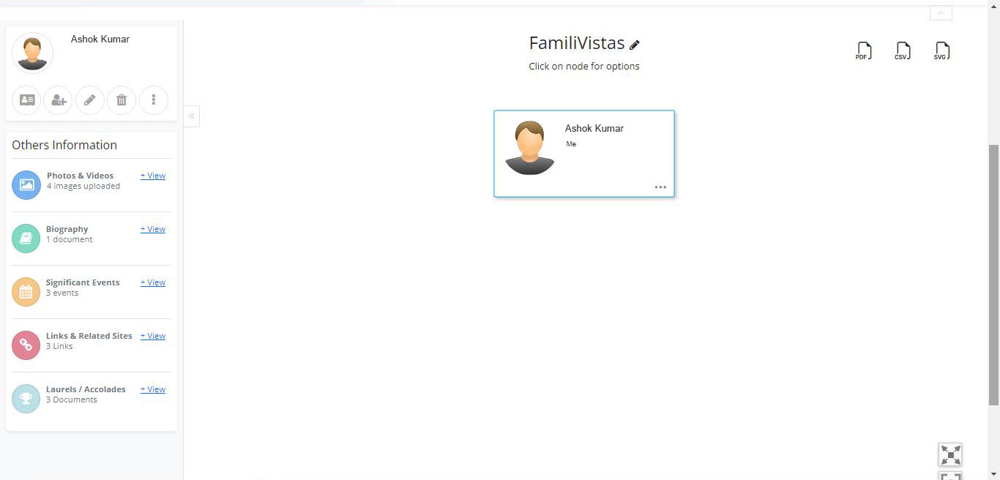 Ashok Kumar
Others Information
Photos & Videos
+ View
4 images uploaded
Biography
+ View
1 document
Significant Events
+ View
3 events
Links & Related Sites
+ View
3 Links
Laurels / Accolades
+ View
3 Documents
FamiliVistas
Click on node for options
PDF
CSV
SVG
Ashok Kumar
Me